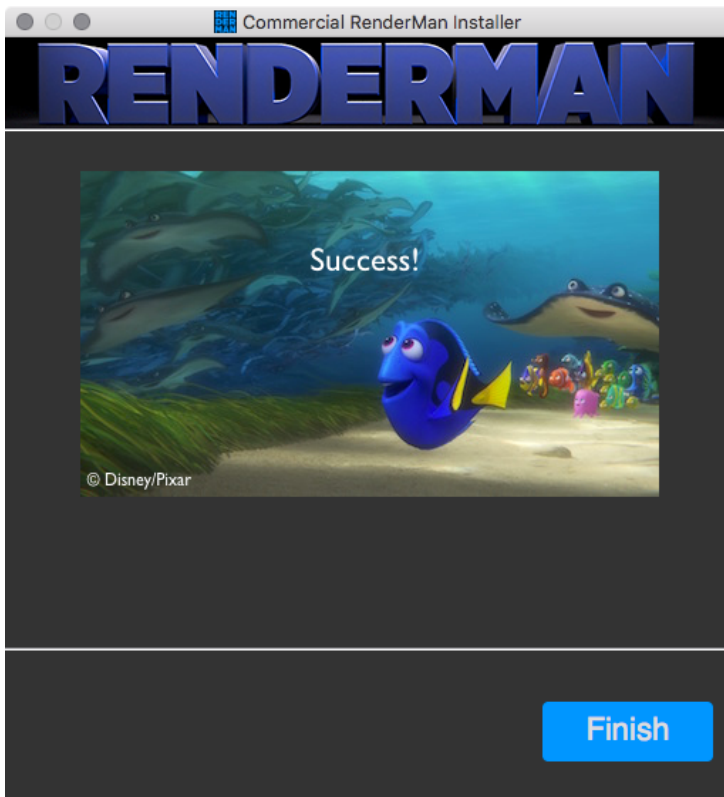 Commercial RenderMan Installer
RENDERMAN
Success!
© Disney/Pixar
Finish